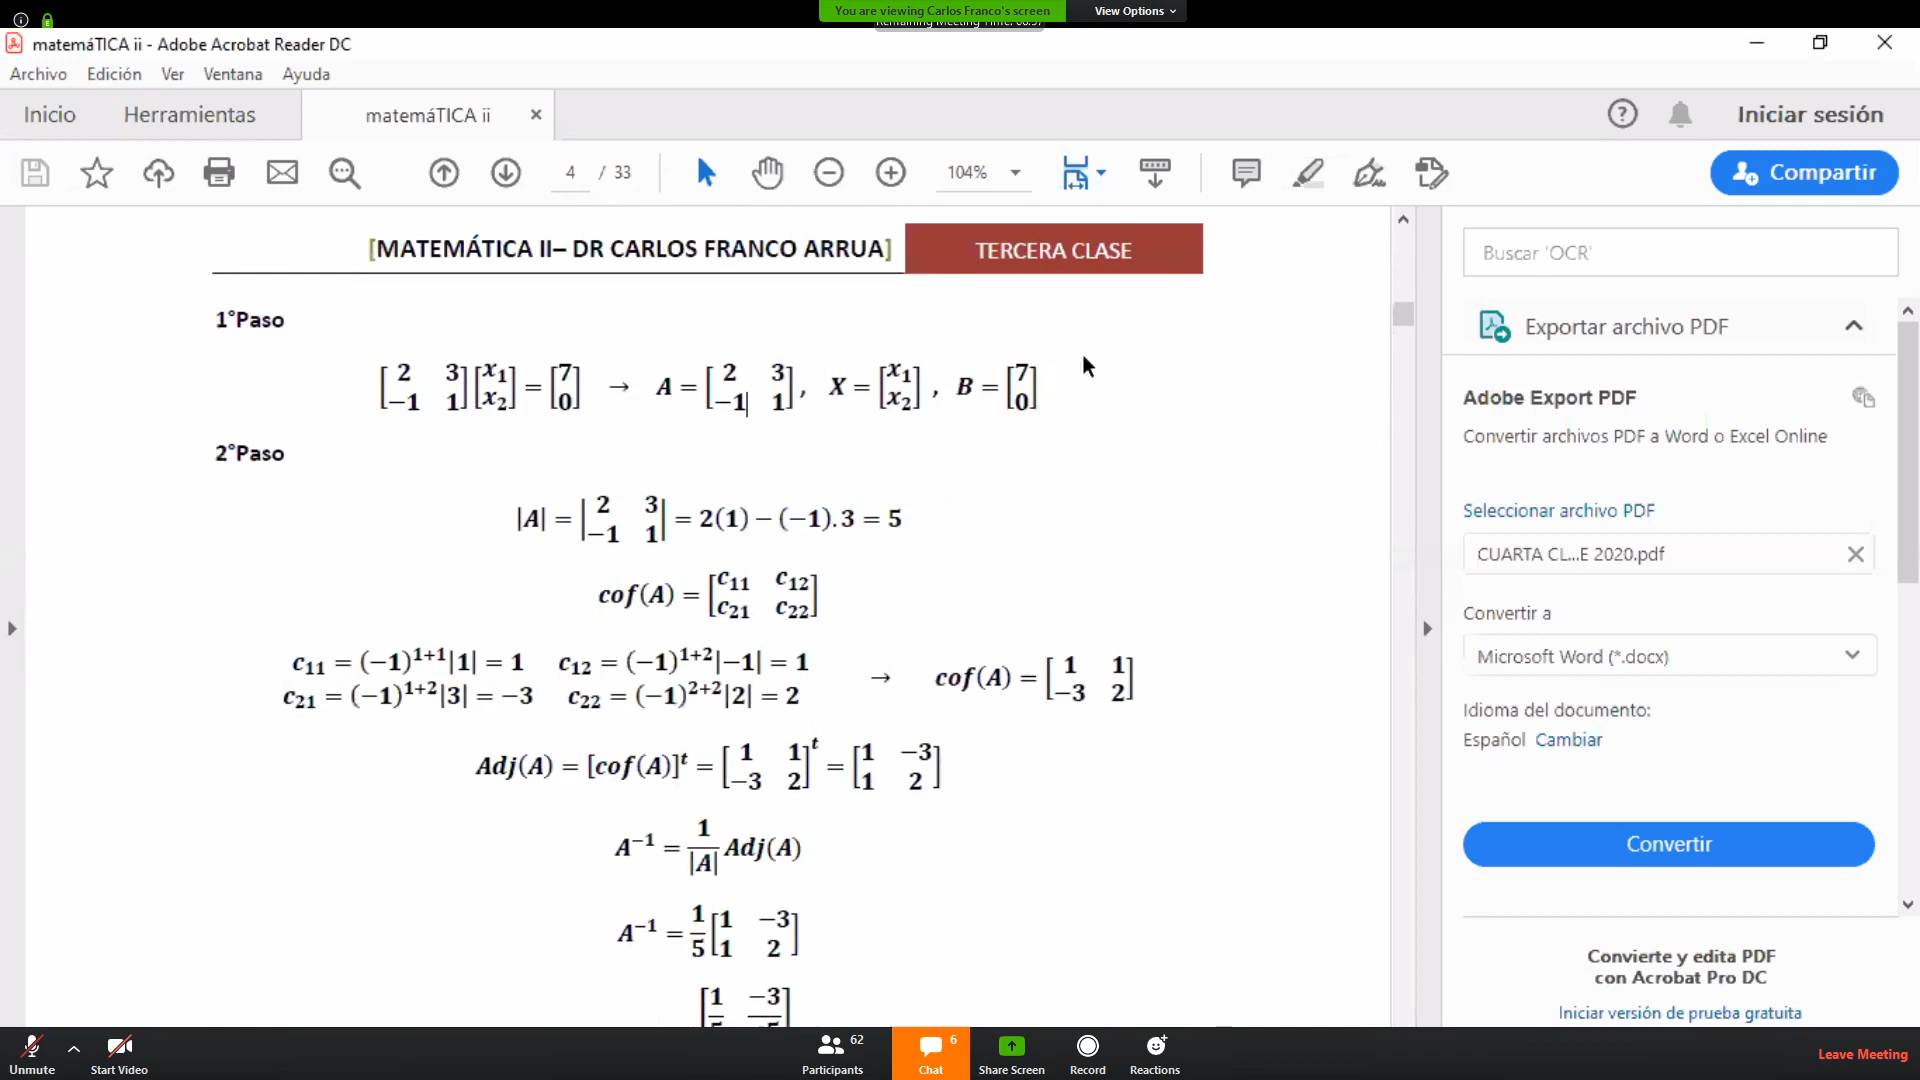 You are viewing Carlos Franco's screen
View Options
matemáTICA ii - Adobe Acrobat Reader DC
Archivo Edición Ver Ventana Ayuda
Inicio Herramientas matemáTICA ii Iniciar sesión
4 / 33 104% Compartir
[MATEMÁTICA II– DR CARLOS FRANCO ARRUA] TERCERA CLASE
1°Paso
[2 3; −1 1][x₁; x₂] = [7; 0] → A = [2 3; −1 1], X = [x₁; x₂], B = [7; 0]
2°Paso
|A| = |2 3; −1 1| = 2(1) − (−1).3 = 5
cof(A) = [c₁₁ c₁₂; c₂₁ c₂₂]
c₁₁ = (−1)¹⁺¹|1| = 1 c₁₂ = (−1)¹⁺²|−1| = 1
c₂₁ = (−1)¹⁺²|3| = −3 c₂₂ = (−1)²⁺²|2| = 2
→ cof(A) = [1 1; −3 2]
Adj(A) = [cof(A)]ᵗ = [1 1; −3 2]ᵗ = [1 −3; 1 2]
A⁻¹ = 1/|A| Adj(A)
A⁻¹ = 1/5 [1 −3; 1 2]
[1 −3]
Buscar 'OCR'
Exportar archivo PDF
Adobe Export PDF
Convertir archivos PDF a Word o Excel Online
Seleccionar archivo PDF
CUARTA CL...E 2020.pdf
Convertir a
Microsoft Word (*.docx)
Idioma del documento:
Español Cambiar
Convertir
Convierte y edita PDF
con Acrobat Pro DC
Iniciar versión de prueba gratuita
Unmute Start Video Participants 62 Chat 6 Share Screen Record Reactions Leave Meeting